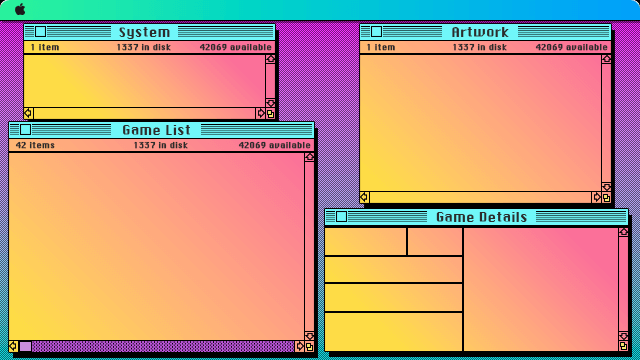 System
1 item 1337 in disk 42069 available
Artwork
1 item 1337 in disk 42069 available
Game List
42 items 1337 in disk 42069 available
Game Details